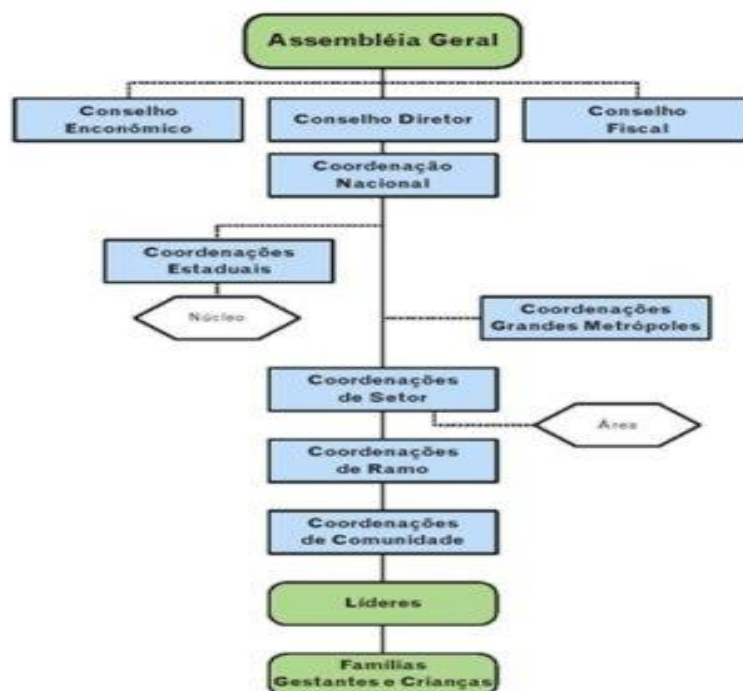 Assembléia Geral
Conselho
Enconômico
Conselho Diretor
Conselho
Fiscal
Coordenação
Nacional
Coordenações
Estaduais
Núcleo
Coordenações
Grandes Metrópoles
Coordenações
de Setor
Área
Coordenações
de Ramo
Coordenações
de Comunidade
Líderes
Famílias
Gestantes e Crianças